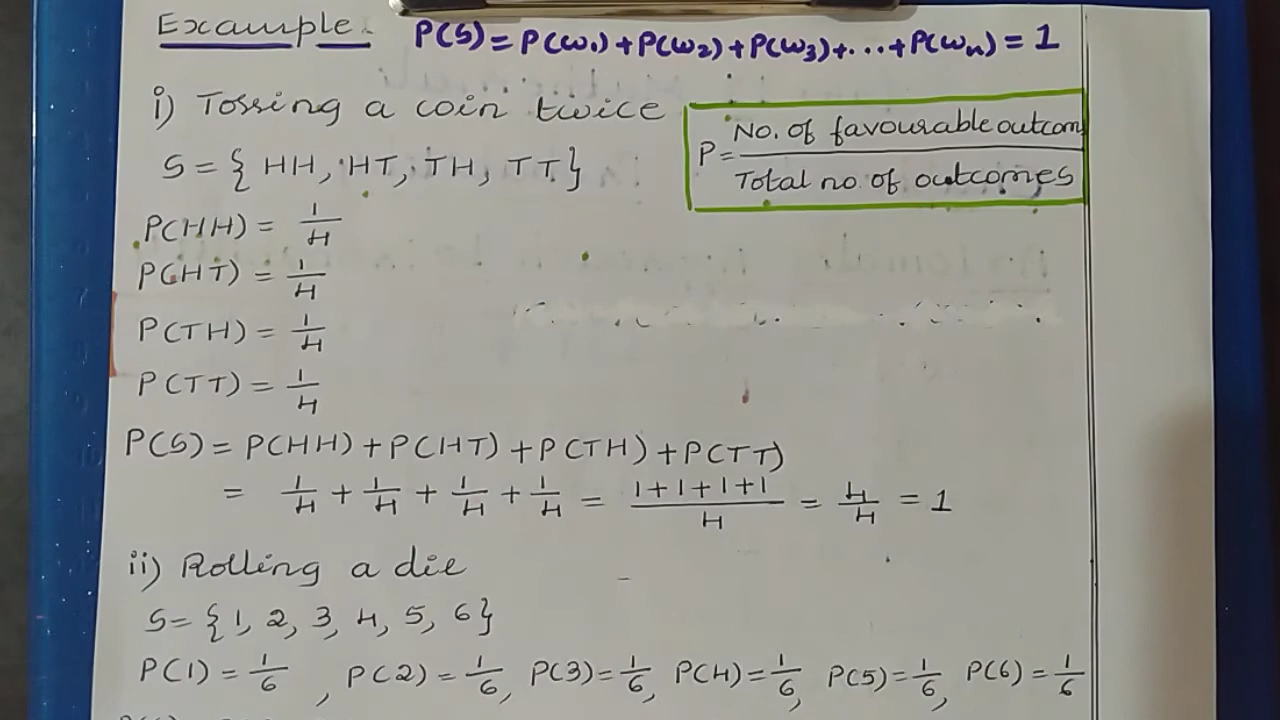 Example. P(S) = P(ω₁) + P(ω₂) + P(ω₃) + ... + P(ωₙ) = 1
i) Tossing a coin twice
P = No. of favourable outcom / Total no. of outcomes
S = { HH, HT, TH, TT }
P(HH) = 1/4
P(HT) = 1/4
P(TH) = 1/4
P(TT) = 1/4
P(S) = P(HH) + P(HT) + P(TH) + P(TT)
= 1/4 + 1/4 + 1/4 + 1/4 = 1+1+1+1/4 = 4/4 = 1
ii) Rolling a die
S = { 1, 2, 3, 4, 5, 6 }
P(1) = 1/6, P(2) = 1/6, P(3) = 1/6, P(4) = 1/6, P(5) = 1/6, P(6) = 1/6